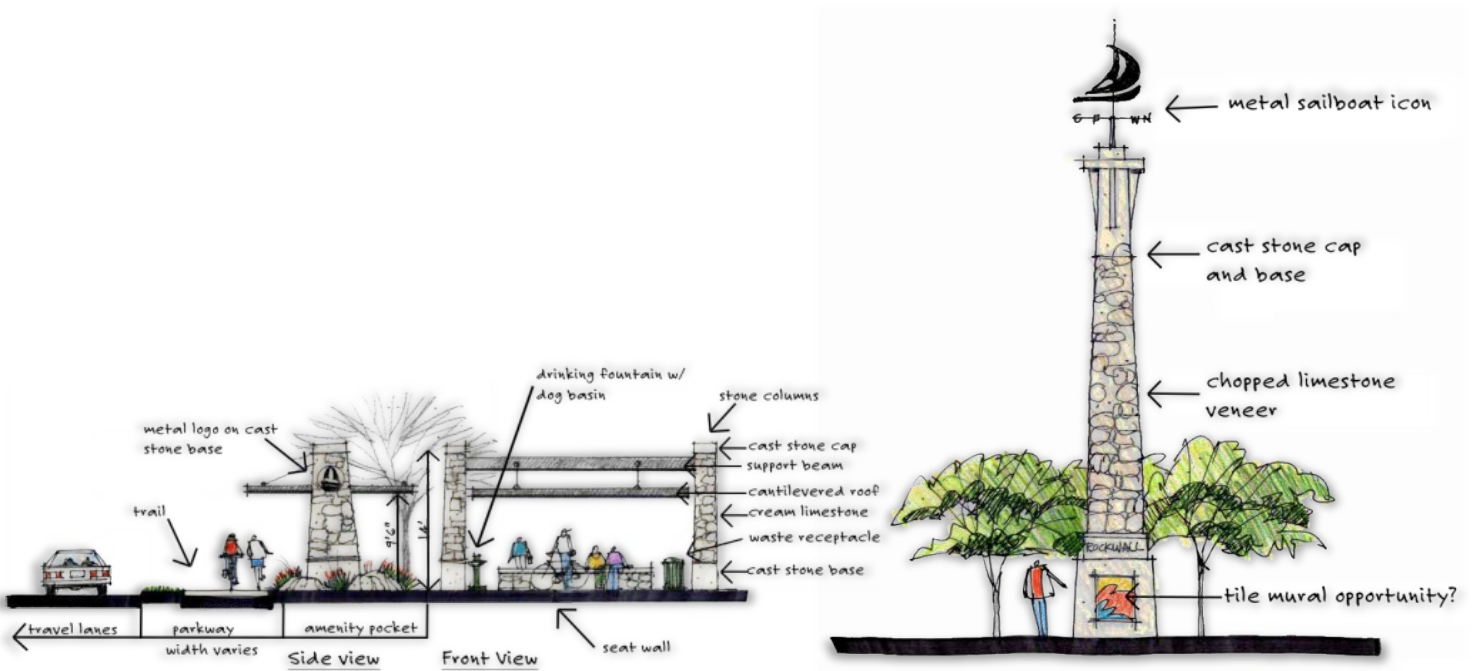 metal sailboat icon
cast stone cap
and base
chopped limestone
veneer
ROCKWALL
tile mural opportunity?
drinking fountain w/
dog basin
stone columns
metal logo on cast
stone base
cast stone cap
support beam
cantilevered roof
cream limestone
waste receptacle
cast stone base
trail
9'6"
14'
travel lanes
parkway
width varies
amenity pocket
seat wall
Side view
Front View